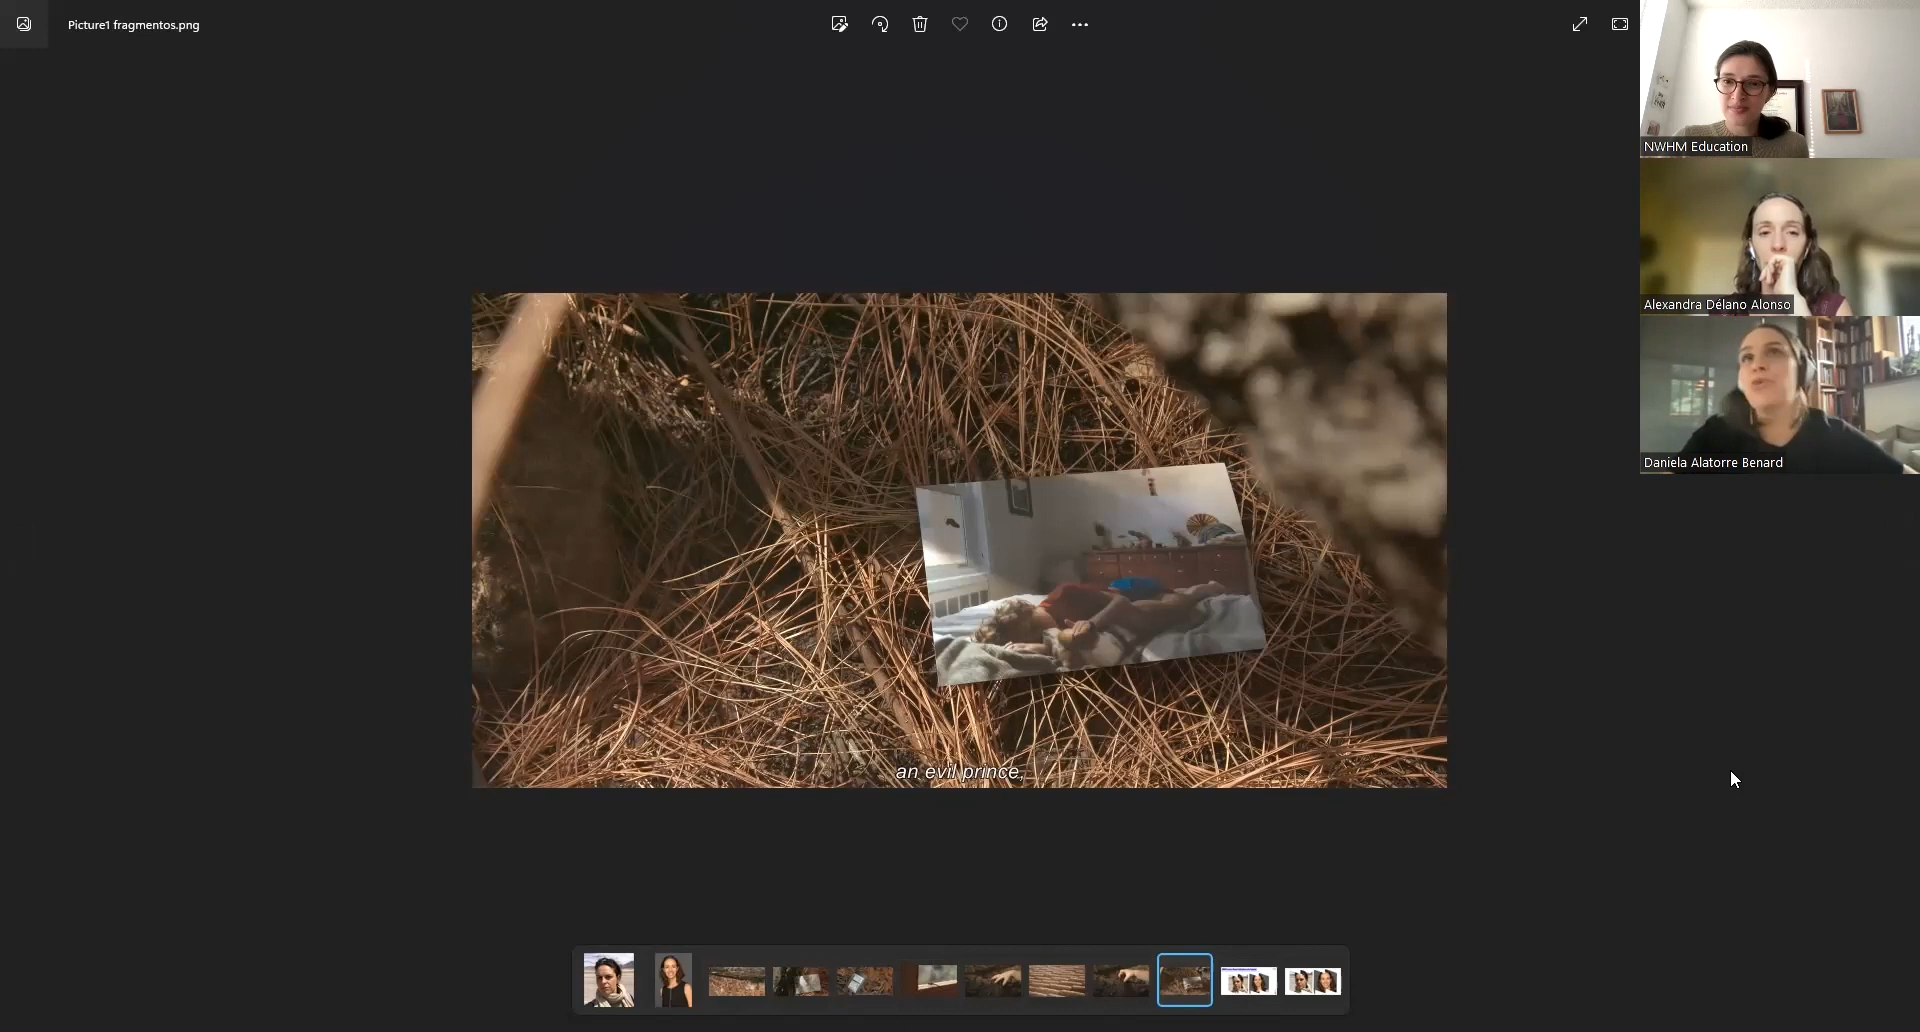 Picture1 fragmentos.png
NWHM Education
Alexandra Délano Alonso
Daniela Alatorre Benard
an evil prince,